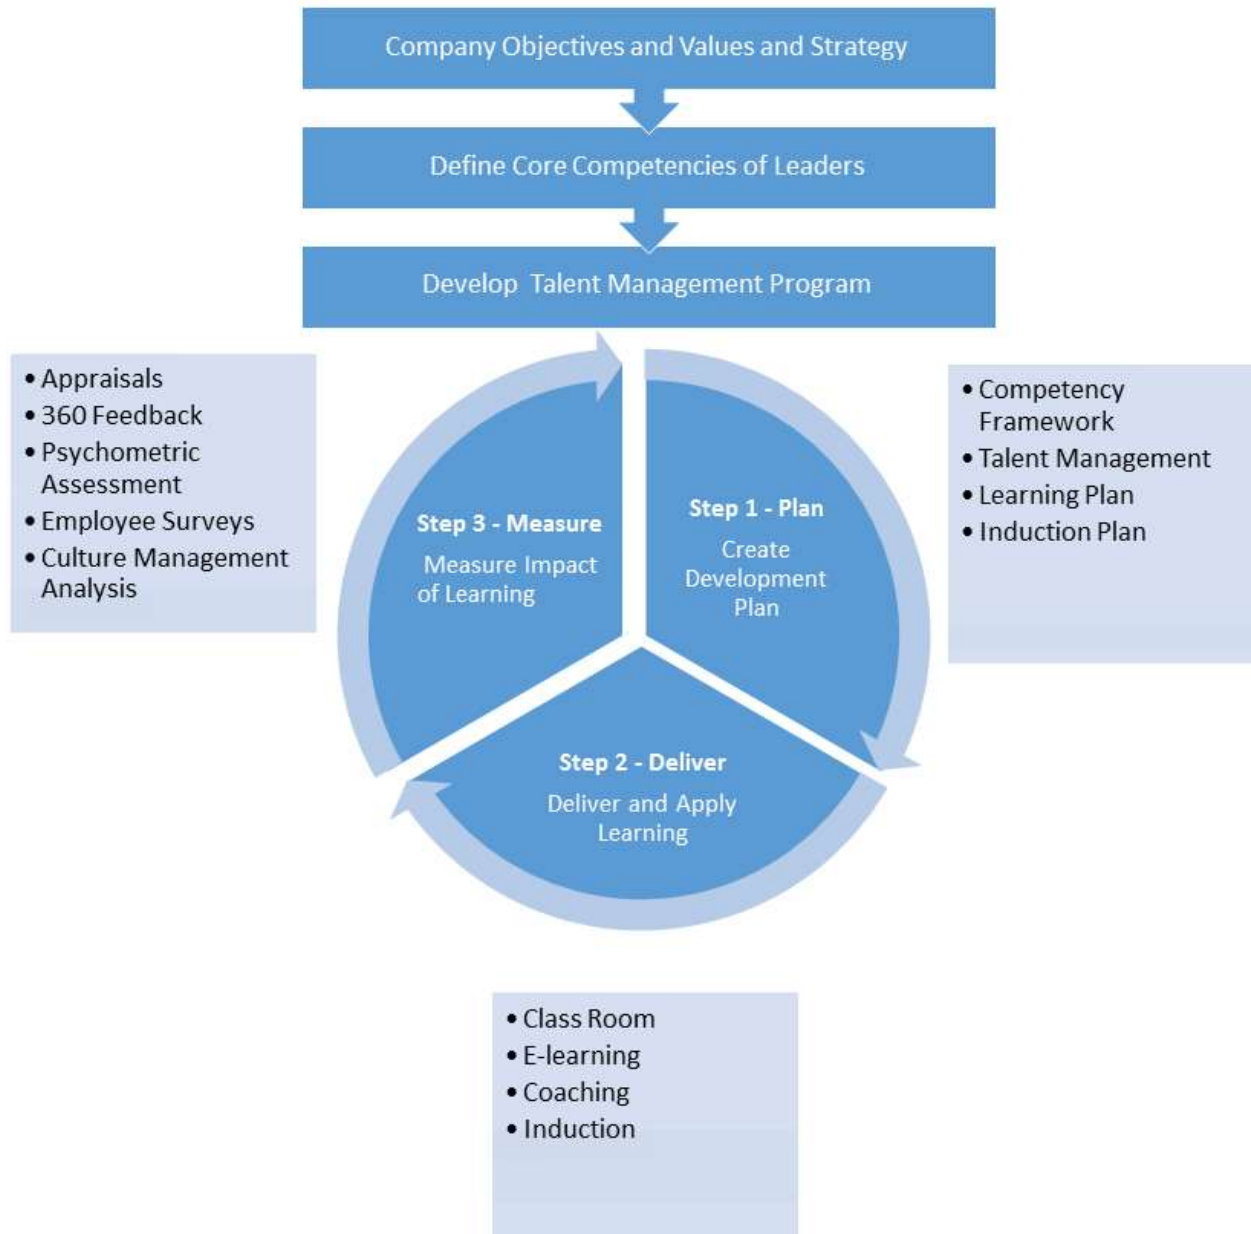 Company Objectives and Values and Strategy
Define Core Competencies of Leaders
Develop Talent Management Program
• Appraisals
• 360 Feedback
• Psychometric
Assessment
• Employee Surveys
• Culture Management
Analysis
• Competency
Framework
• Talent Management
• Learning Plan
• Induction Plan
Step 3 - Measure
Measure Impact
of Learning
Step 1 - Plan
Create
Development
Plan
Step 2 - Deliver
Deliver and Apply
Learning
• Class Room
• E-learning
• Coaching
• Induction